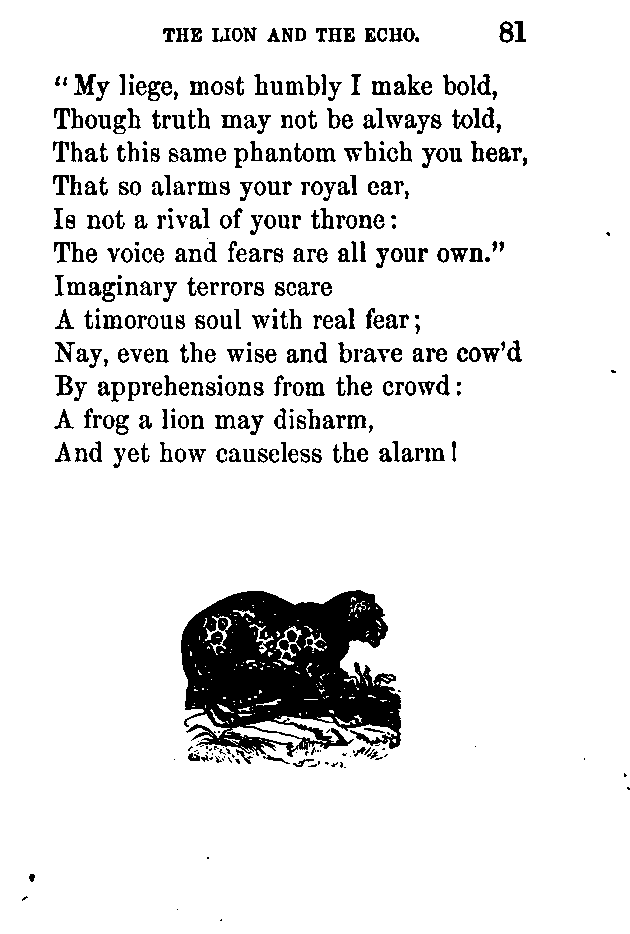 THE LION AND THE ECHO. 81
"My liege, most humbly I make bold,
Though truth may not be always told,
That this same phantom which you hear,
That so alarms your royal ear,
Is not a rival of your throne:
The voice and fears are all your own."
Imaginary terrors scare
A timorous soul with real fear;
Nay, even the wise and brave are cow'd
By apprehensions from the crowd:
A frog a lion may disharm,
And yet how causeless the alarm!